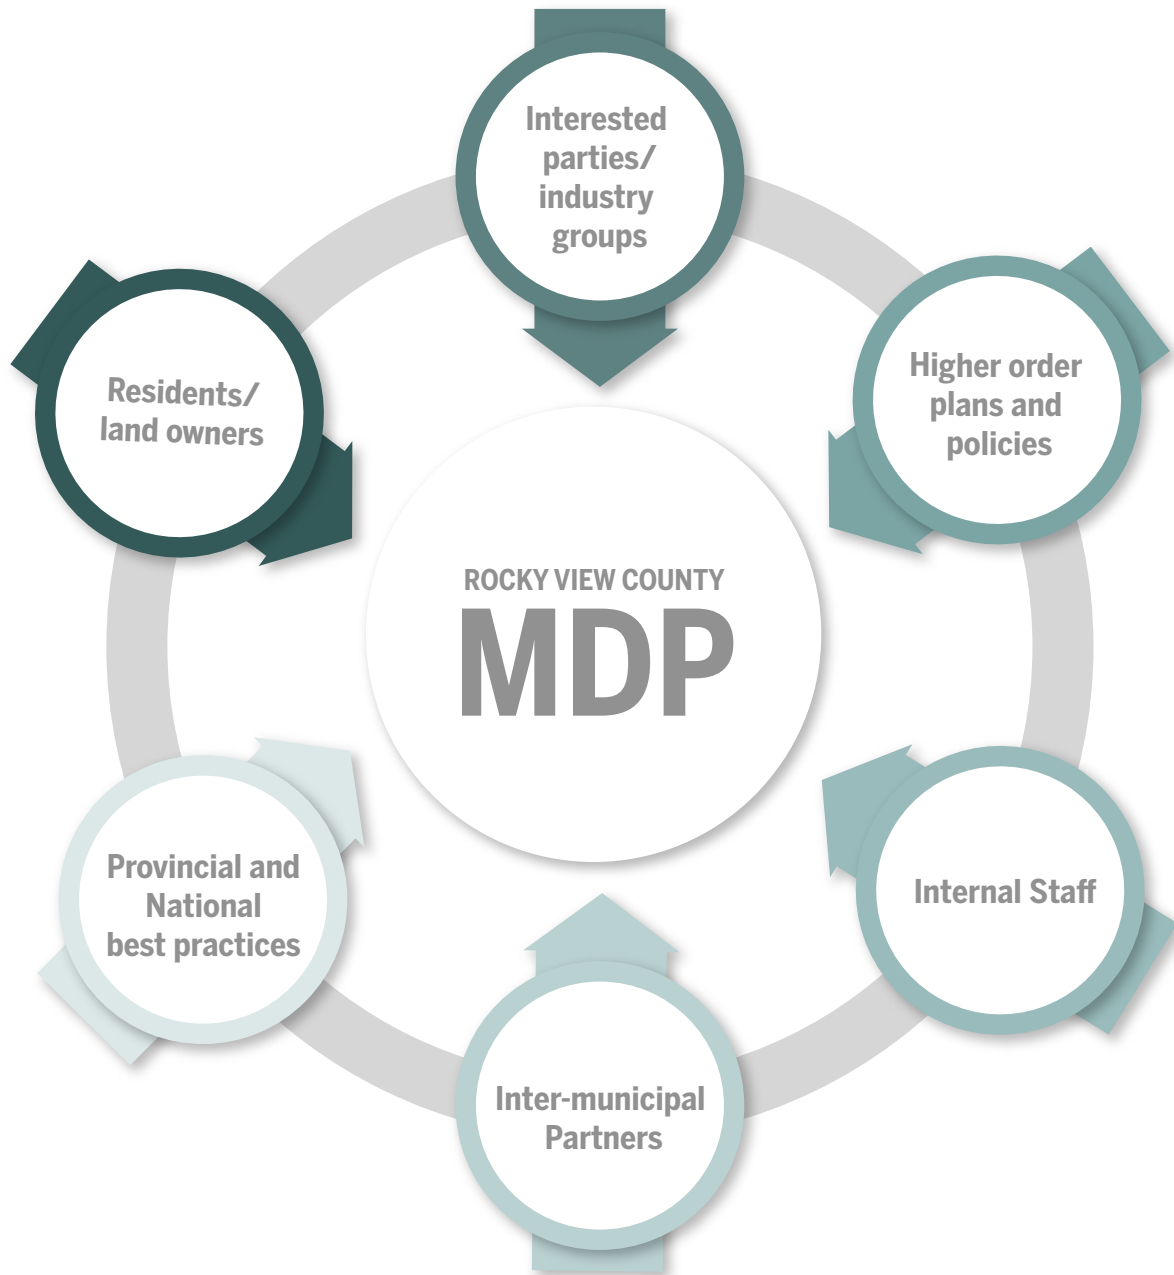 Interested
parties/
industry
groups
Higher order
plans and
policies
Residents/
land owners
ROCKY VIEW COUNTY
MDP
Internal Staff
Provincial and
National
best practices
Inter-municipal
Partners